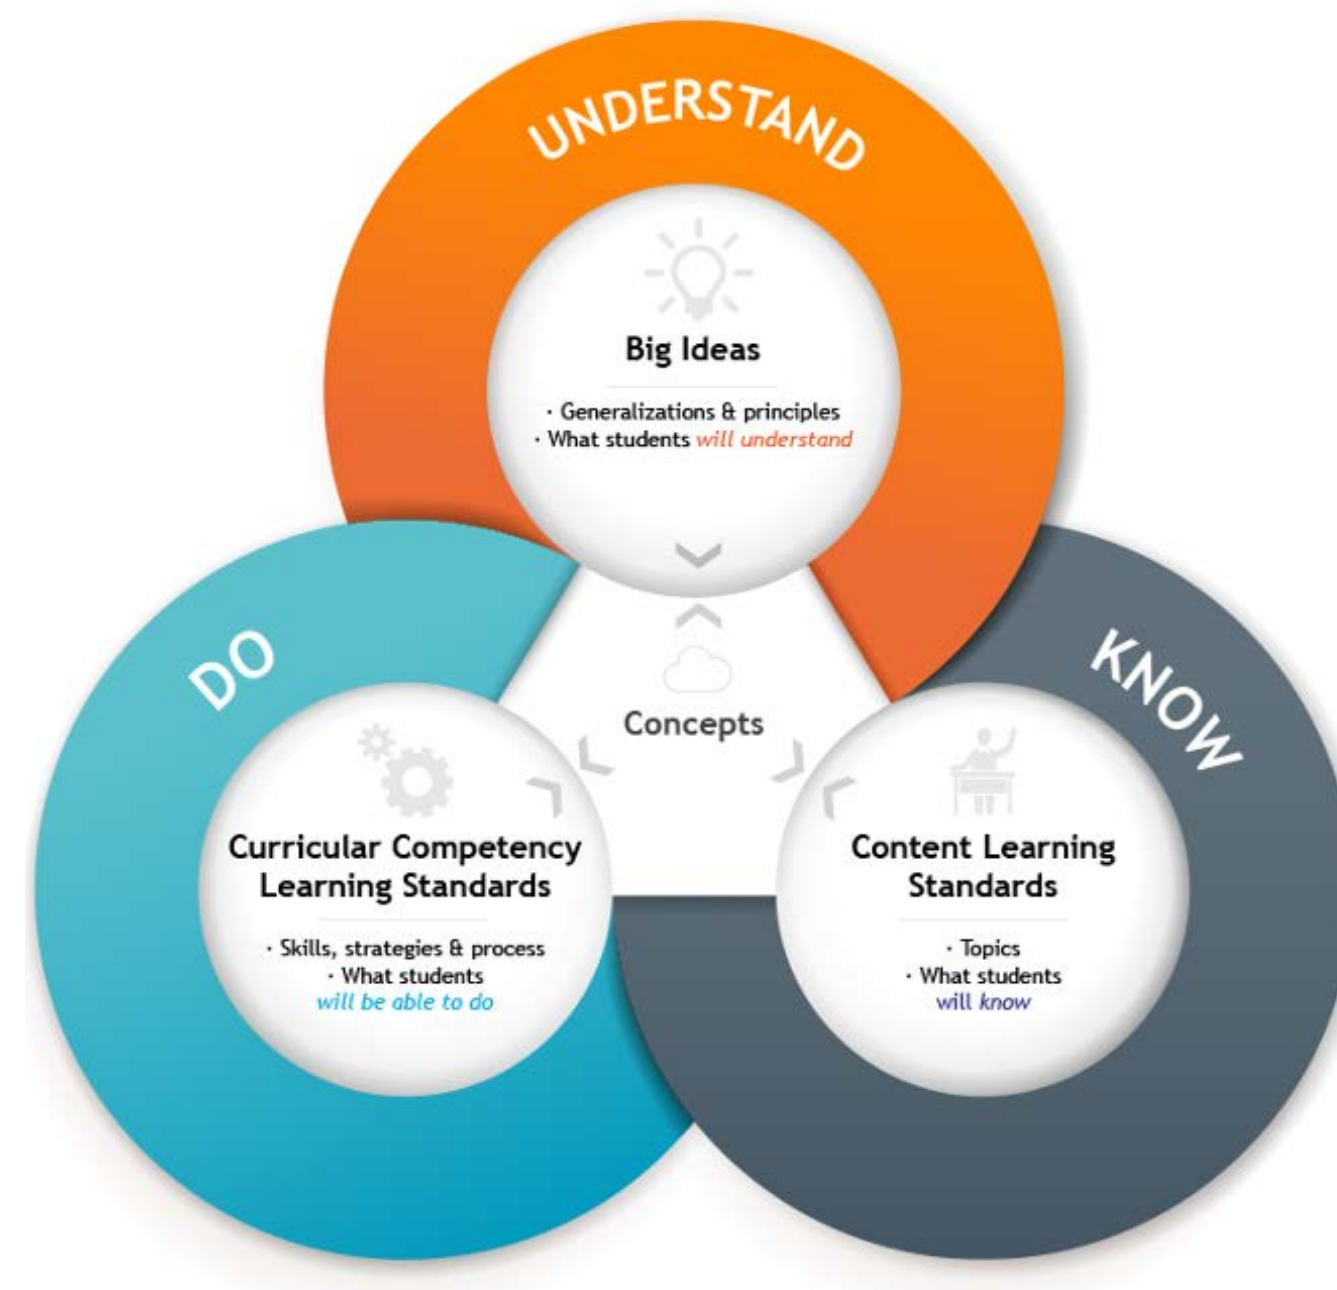 UNDERSTAND
Big Ideas
· Generalizations & principles
· What students will understand
DO
KNOW
Concepts
Curricular Competency
Learning Standards
· Skills, strategies & process
· What students
will be able to do
Content Learning
Standards
· Topics
· What students
will know